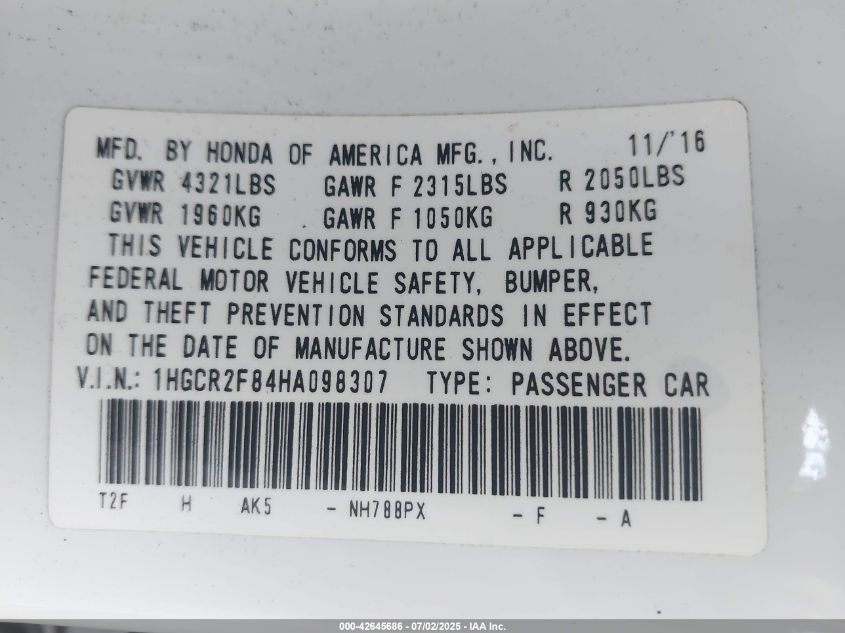 MFD. BY HONDA OF AMERICA MFG., INC. 11/'16
GVWR 4321LBS GAWR F 2315LBS R 2050LBS
GVWR 1960KG GAWR F 1050KG R 930KG
THIS VEHICLE CONFORMS TO ALL APPLICABLE
FEDERAL MOTOR VEHICLE SAFETY, BUMPER,
AND THEFT PREVENTION STANDARDS IN EFFECT
ON THE DATE OF MANUFACTURE SHOWN ABOVE.
V.I.N.: 1HGCR2F84HA098307 TYPE: PASSENGER CAR
T2F H AK5 - NH788PX - F - A
000-42645686 - 07/02/2025 - IAA Inc.